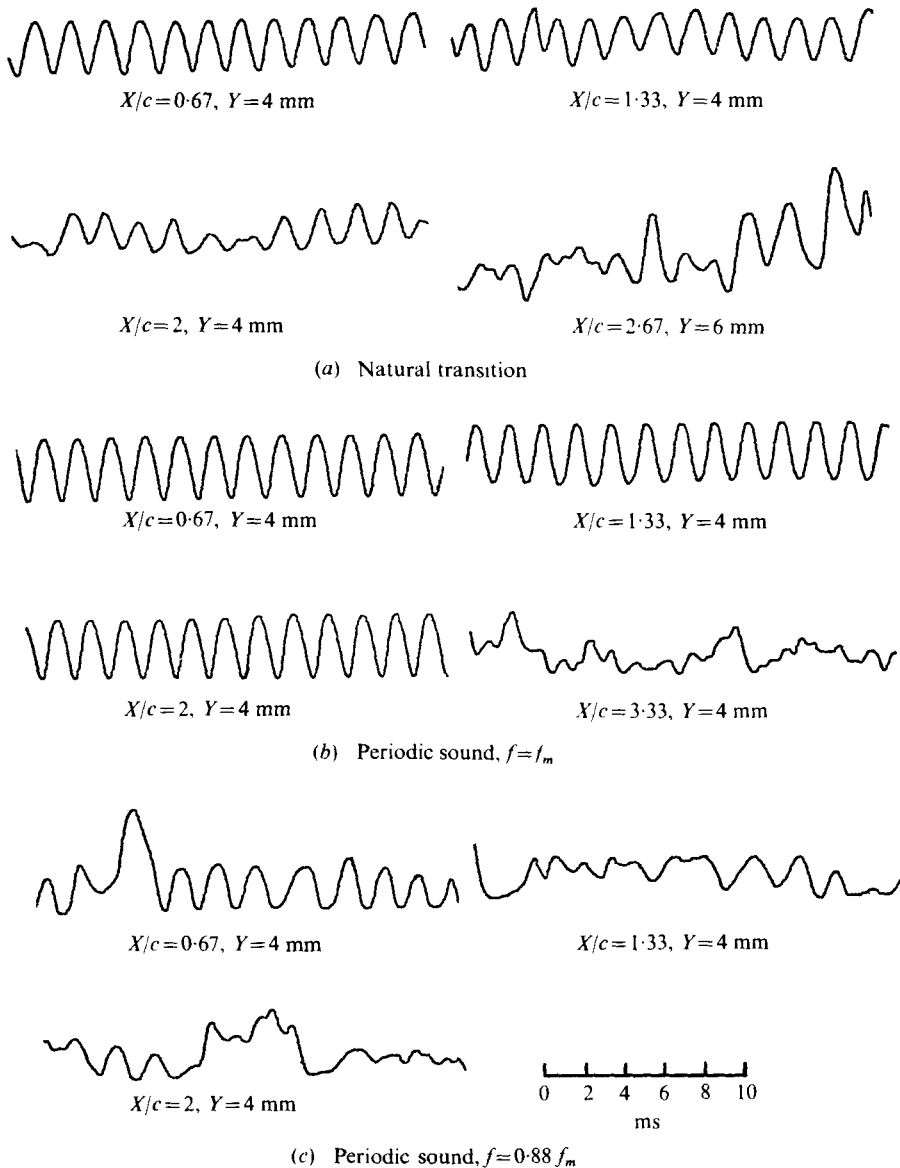 X/c=0·67, Y=4 mm
X/c=1·33, Y=4 mm
X/c=2, Y=4 mm
X/c=2·67, Y=6 mm
(a) Natural transition
X/c=0·67, Y=4 mm
X/c=1·33, Y=4 mm
X/c=2, Y=4 mm
X/c=3·33, Y=4 mm
(b) Periodic sound, f=fm
X/c=0·67, Y=4 mm
X/c=1·33, Y=4 mm
X/c=2, Y=4 mm
0 2 4 6 8 10
ms
(c) Periodic sound, f=0·88 fm